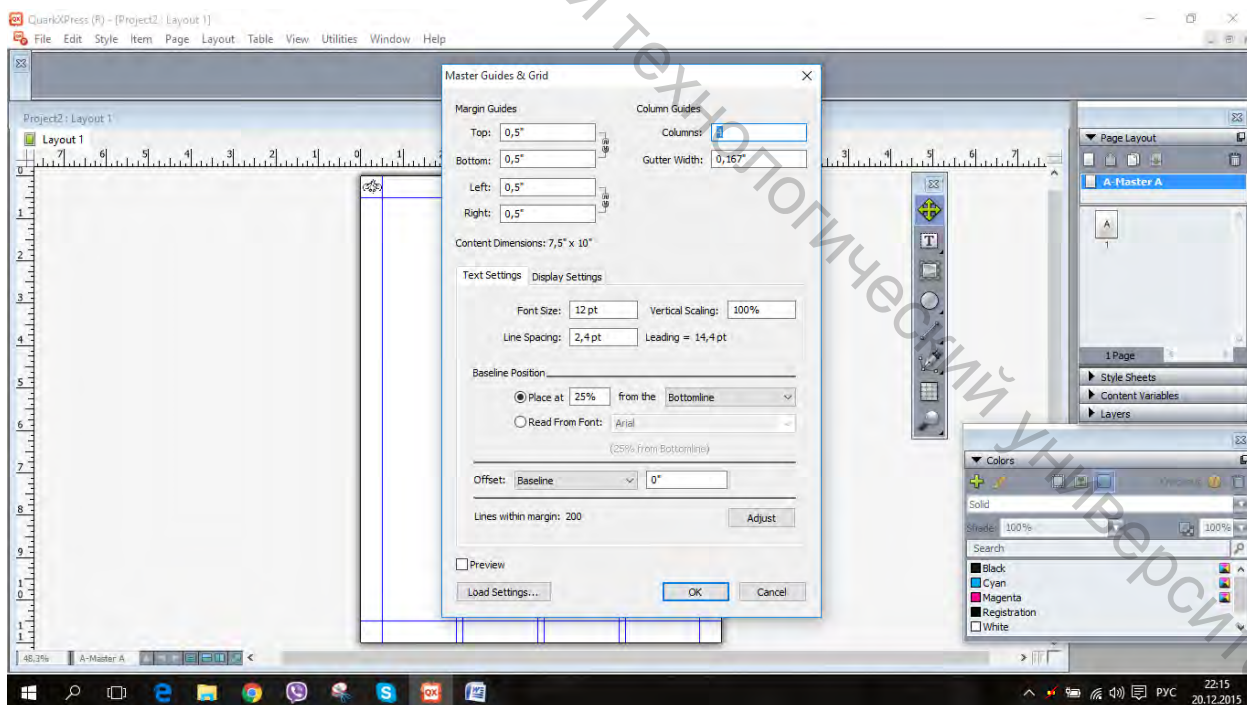 QuarkXPress (R) - [Project2 : Layout 1]
File Edit Style Item Page Layout Table View Utilities Window Help
Project2 : Layout 1
Layout 1
Master Guides & Grid
Margin Guides
Column Guides
Top: 0,5"
Columns:
Bottom: 0,5"
Gutter Width: 0,167"
Left: 0,5"
Right: 0,5"
Content Dimensions: 7,5" x 10"
Text Settings Display Settings
Font Size: 12 pt Vertical Scaling: 100%
Line Spacing: 2,4 pt Leading = 14,4 pt
Baseline Position
Place at 25% from the Bottomline
Read From Font: Arial
(25% from Bottomline)
Offset: Baseline 0"
Lines within margin: 200 Adjust
Preview
Load Settings... OK Cancel
Page Layout
A-Master A
A
1
1 Page
Style Sheets
Content Variables
Layers
Colors
Solid
Shade: 100% 100%
Search
Black
Cyan
Magenta
Registration
White
48,3% A-Master A
РУС
22:15
20.12.2015
технологический университет